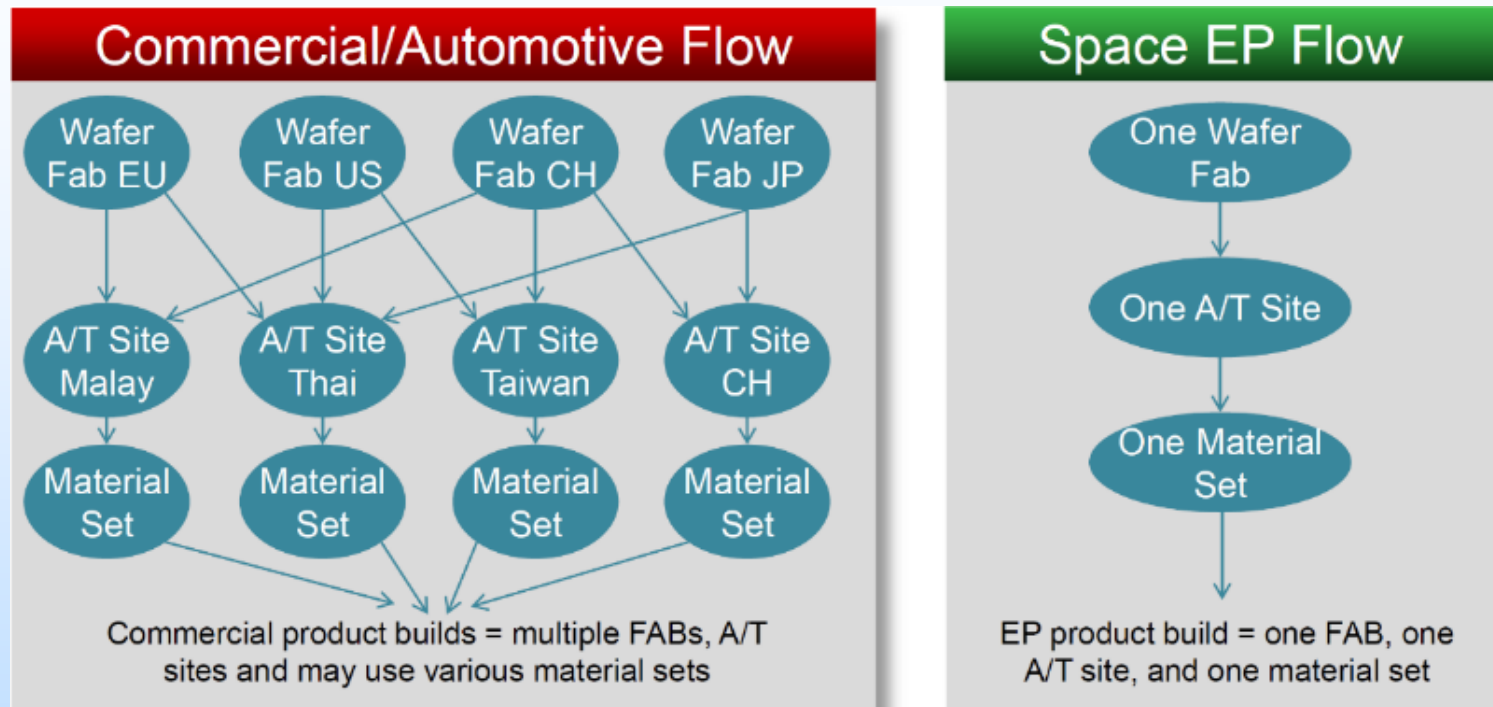 Commercial/Automotive Flow
Wafer
Fab EU
Wafer
Fab US
Wafer
Fab CH
Wafer
Fab JP
A/T Site
Malay
A/T Site
Thai
A/T Site
Taiwan
A/T Site
CH
Material
Set
Material
Set
Material
Set
Material
Set
Commercial product builds = multiple FABs, A/T
sites and may use various material sets
Space EP Flow
One Wafer
Fab
One A/T Site
One Material
Set
EP product build = one FAB, one
A/T site, and one material set